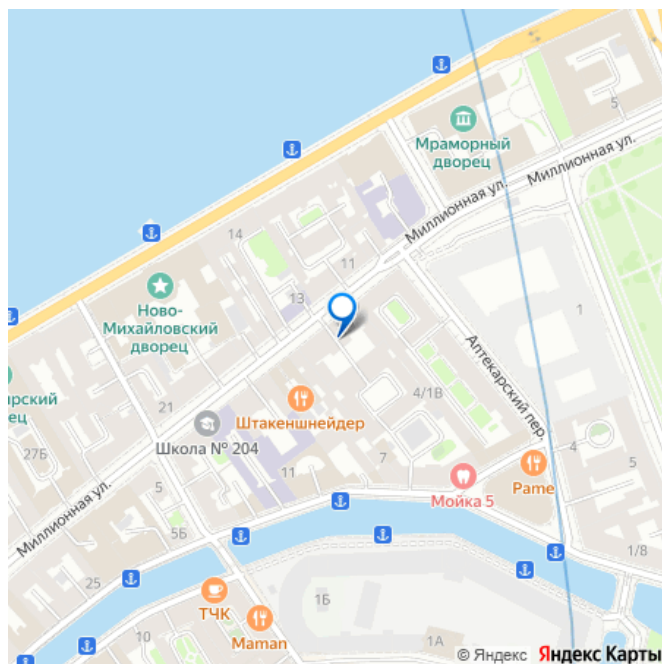 5
Мраморный
дворец
Миллионная ул.
Миллионная ул.
14
11
13
Ново-
Михайловский
дворец
1
Аптекарский пер.
21
4/1В
Штакеншнейдер
Школа № 204
27Б
11
7
4
5
5
Pame
Мойка 5
Миллионная ул.
5Б
1/8
25
1Б
ТЧК
10
Maman
1А
© Яндекс Яндекс Карты